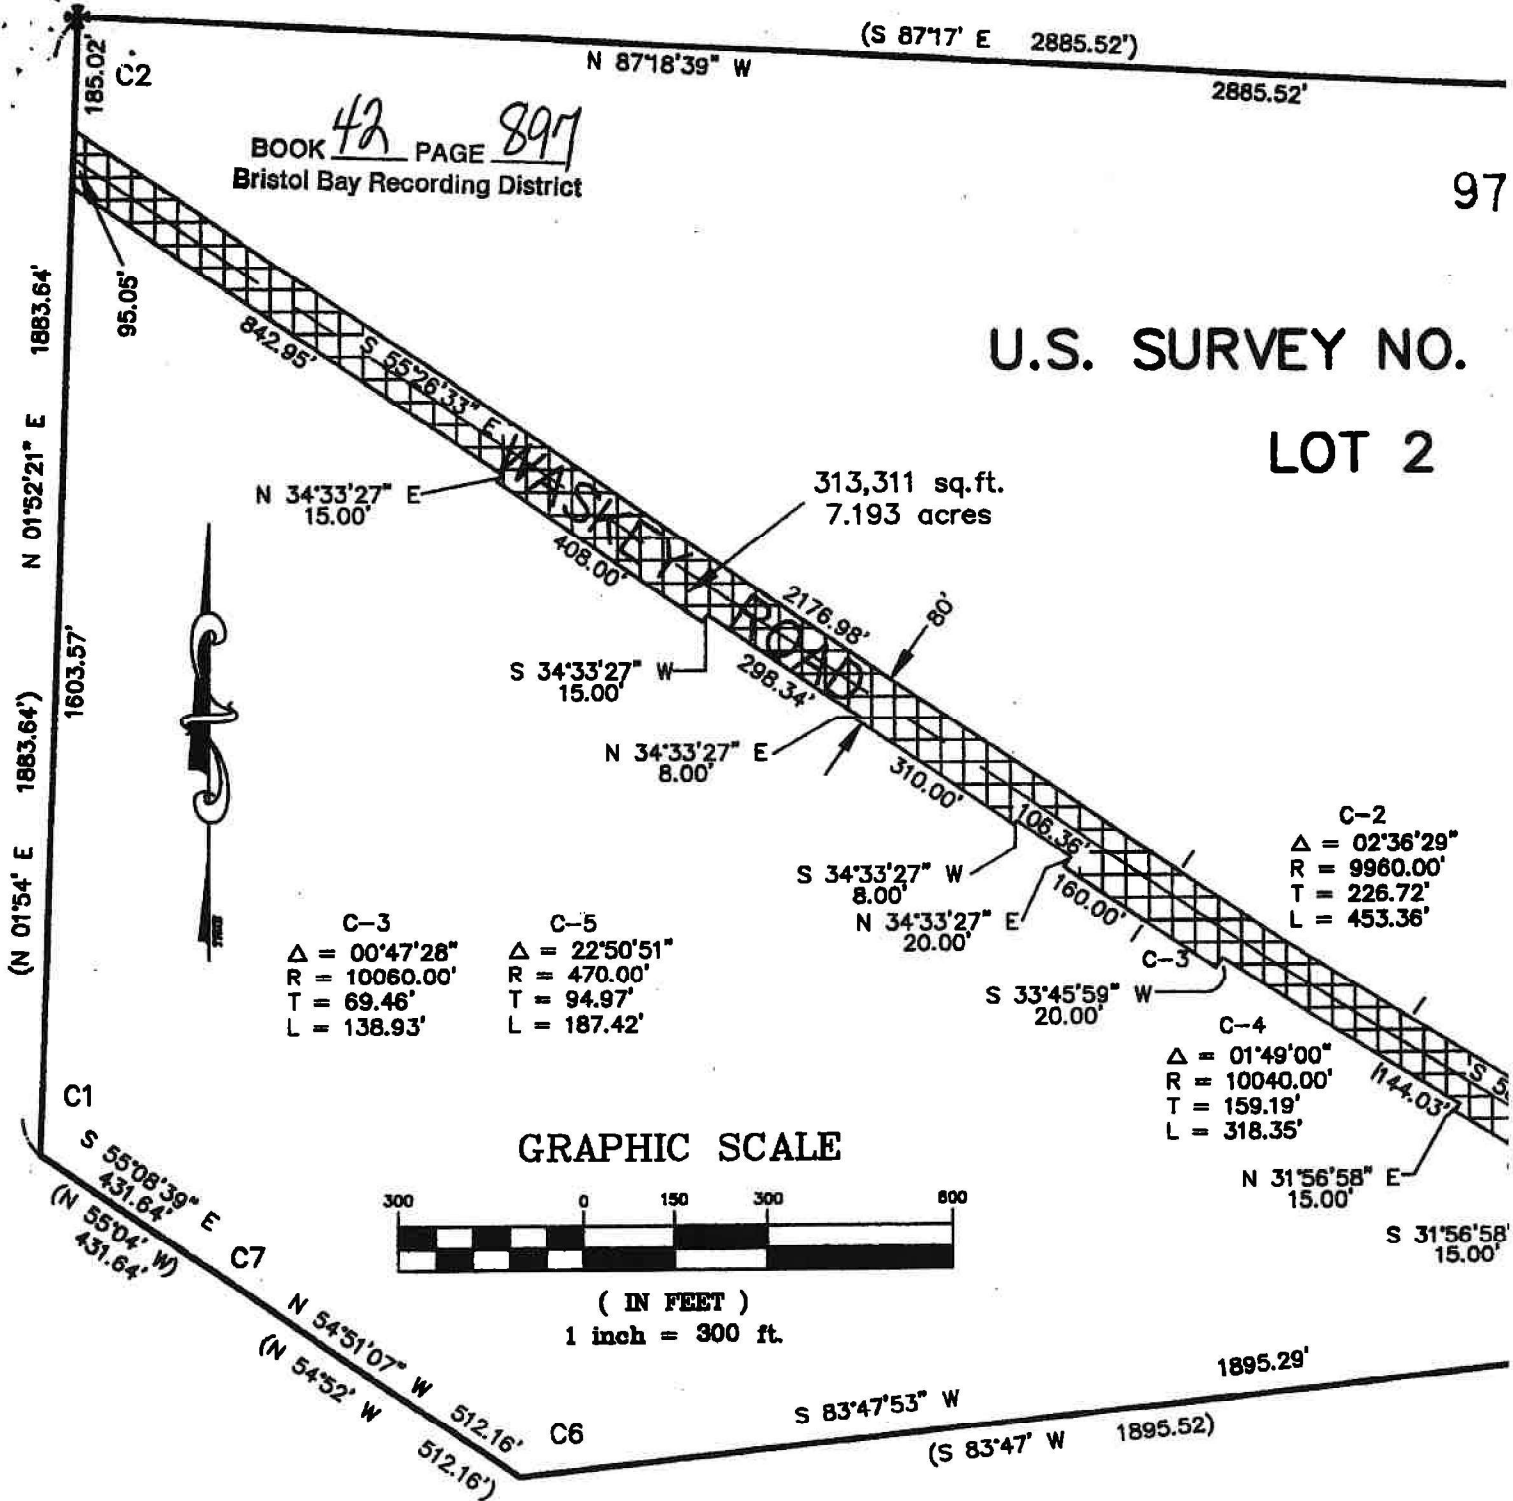 (S 87°17' E 2885.52')
N 87°18'39" W
2885.52'
185.02'
C2
BOOK 42 PAGE 897
Bristol Bay Recording District
97
U.S. SURVEY NO.
LOT 2
95.05'
1883.64'
N 01°52'21" E
842.95'
S 55°26'33" E
WASKEY ROAD
N 34°33'27" E
15.00'
313,311 sq.ft.
7.193 acres
408.00'
2176.98'
80'
S 34°33'27" W
15.00'
298.34'
N 34°33'27" E
8.00'
310.00'
1603.57'
(N 01°54' E 1883.64')
106.36'
S 34°33'27" W
8.00'
N 34°33'27" E
20.00'
160.00'
C-2
Δ = 02°36'29"
R = 9960.00'
T = 226.72'
L = 453.36'
C-3
Δ = 00°47'28"
R = 10060.00'
T = 69.46'
L = 138.93'
C-5
Δ = 22°50'51"
R = 470.00'
T = 94.97'
L = 187.42'
C-3
S 33°45'59" W
20.00'
C-4
Δ = 01°49'00"
R = 10040.00'
T = 159.19'
L = 318.35'
144.03'
N 31°56'58" E
15.00'
S 31°56'58"
15.00'
C1
S 55°08'39" E
431.64'
(N 55°04' W)
431.64'
C7
GRAPHIC SCALE
300 0 150 300 600
( IN FEET )
1 inch = 300 ft.
N 54°51'07" W 512.16'
(N 54°52' W 512.16')
C6
S 83°47'53" W 1895.29'
(S 83°47' W 1895.52)